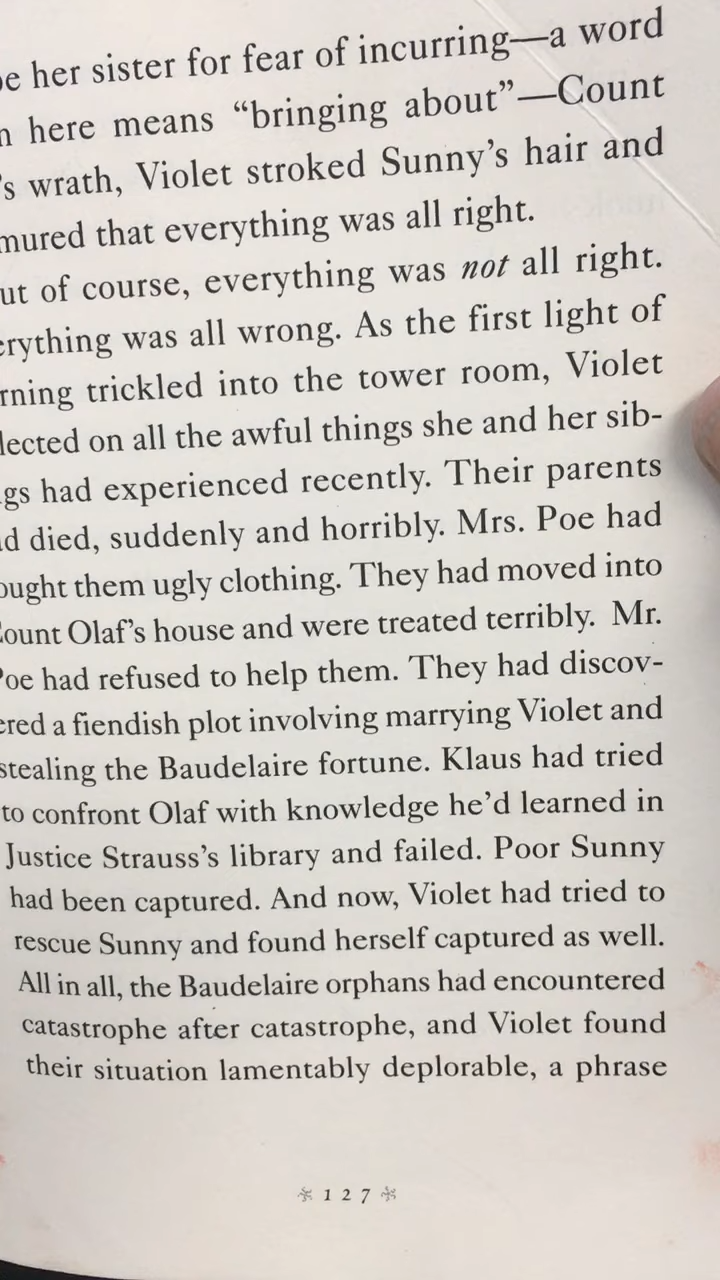 be her sister for fear of incurring—a word
here means “bringing about”—Count
’s wrath, Violet stroked Sunny’s hair and
mured that everything was all right.
ut of course, everything was not all right.
erything was all wrong. As the first light of
rning trickled into the tower room, Violet
lected on all the awful things she and her sib-
gs had experienced recently. Their parents
d died, suddenly and horribly. Mrs. Poe had
ought them ugly clothing. They had moved into
Count Olaf’s house and were treated terribly. Mr.
Poe had refused to help them. They had discov-
ered a fiendish plot involving marrying Violet and
stealing the Baudelaire fortune. Klaus had tried
to confront Olaf with knowledge he’d learned in
Justice Strauss’s library and failed. Poor Sunny
had been captured. And now, Violet had tried to
rescue Sunny and found herself captured as well.
All in all, the Baudelaire orphans had encountered
catastrophe after catastrophe, and Violet found
their situation lamentably deplorable, a phrase
127